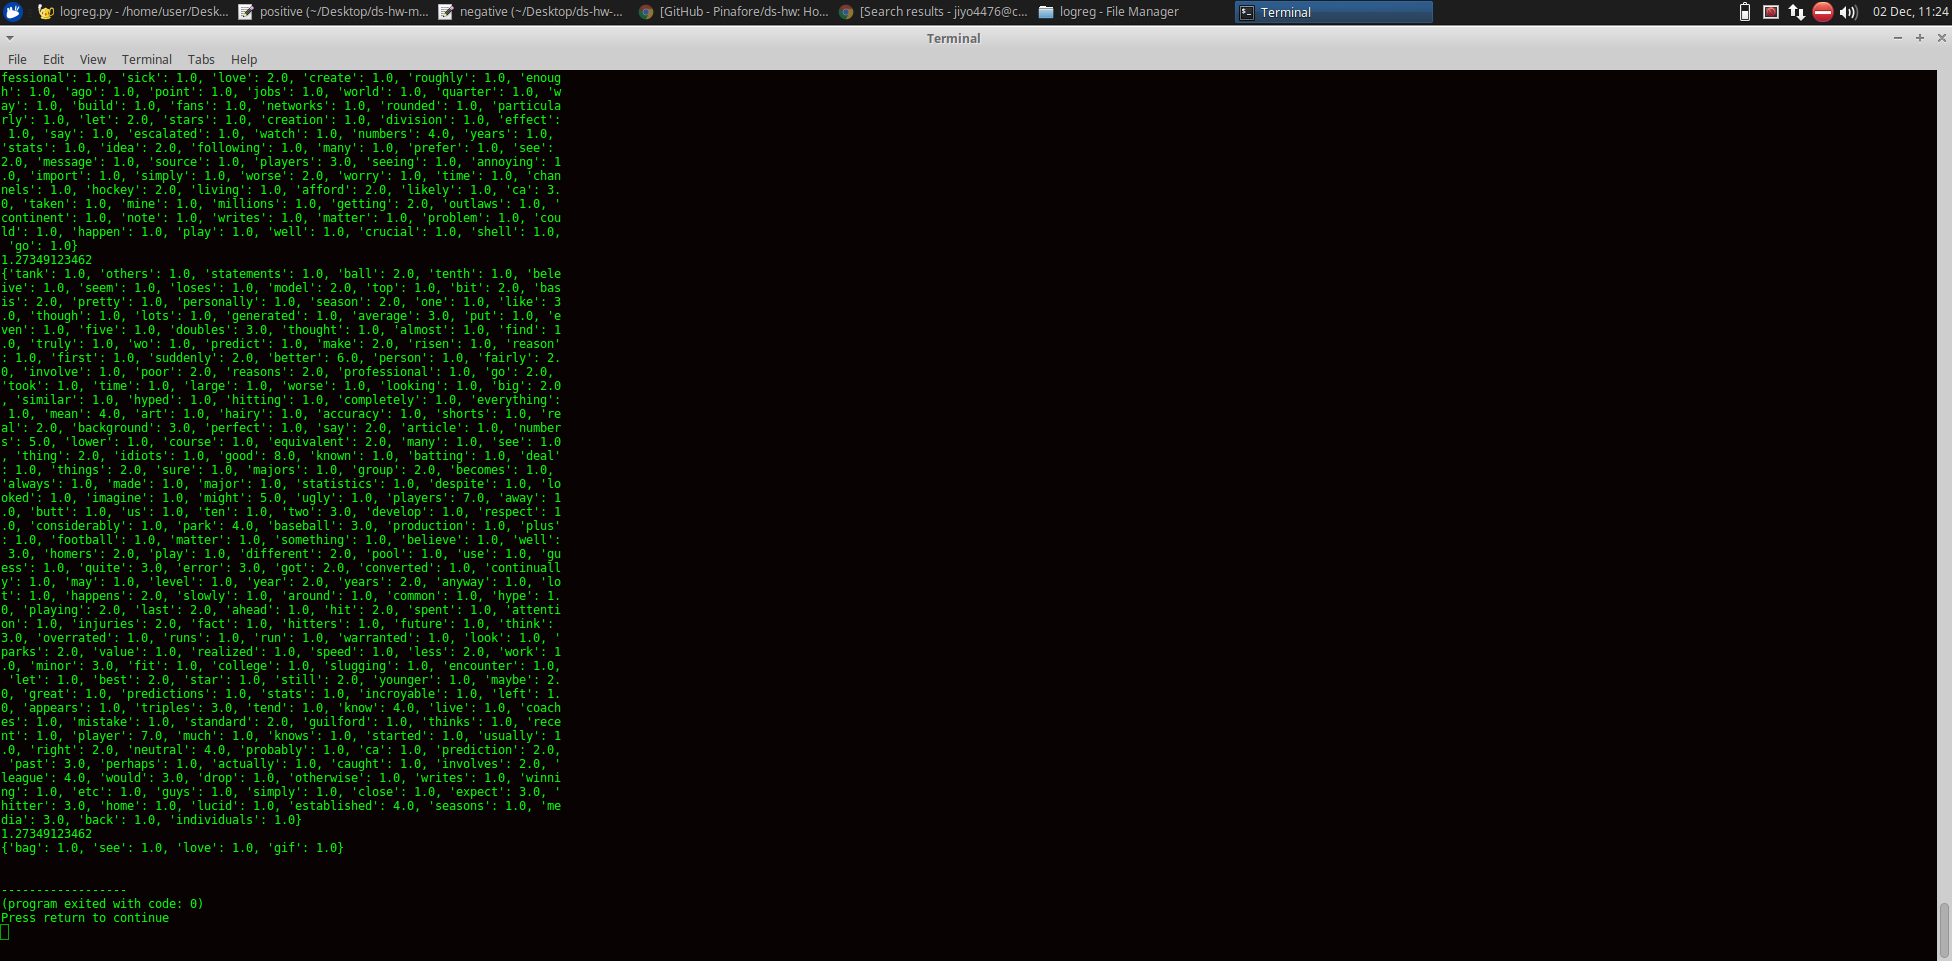 logreg.py - /home/user/Desk... positive (~/Desktop/ds-hw-m... negative (~/Desktop/ds-hw-... [GitHub - Pinafore/ds-hw: Ho... [Search results - jiyo4476@c... logreg - File Manager Terminal 02 Dec, 11:24
Terminal
File Edit View Terminal Tabs Help
fessional': 1.0, 'sick': 1.0, 'love': 2.0, 'create': 1.0, 'roughly': 1.0, 'enoug
h': 1.0, 'ago': 1.0, 'point': 1.0, 'jobs': 1.0, 'world': 1.0, 'quarter': 1.0, 'w
ay': 1.0, 'build': 1.0, 'fans': 1.0, 'networks': 1.0, 'rounded': 1.0, 'particula
rly': 1.0, 'let': 2.0, 'stars': 1.0, 'creation': 1.0, 'division': 1.0, 'effect':
 1.0, 'say': 1.0, 'escalated': 1.0, 'watch': 1.0, 'numbers': 4.0, 'years': 1.0,
'stats': 1.0, 'idea': 2.0, 'following': 1.0, 'many': 1.0, 'prefer': 1.0, 'see':
2.0, 'message': 1.0, 'source': 1.0, 'players': 3.0, 'seeing': 1.0, 'annoying': 1
.0, 'import': 1.0, 'simply': 1.0, 'worse': 2.0, 'worry': 1.0, 'time': 1.0, 'chan
nels': 1.0, 'hockey': 2.0, 'living': 1.0, 'afford': 2.0, 'likely': 1.0, 'ca': 3.
0, 'taken': 1.0, 'mine': 1.0, 'millions': 1.0, 'getting': 2.0, 'outlaws': 1.0, '
continent': 1.0, 'note': 1.0, 'writes': 1.0, 'matter': 1.0, 'problem': 1.0, 'cou
ld': 1.0, 'happen': 1.0, 'play': 1.0, 'well': 1.0, 'crucial': 1.0, 'shell': 1.0,
 'go': 1.0}
1.27349123462
{'tank': 1.0, 'others': 1.0, 'statements': 1.0, 'ball': 2.0, 'tenth': 1.0, 'bele
ive': 1.0, 'seem': 1.0, 'loses': 1.0, 'model': 2.0, 'top': 1.0, 'bit': 2.0, 'bas
is': 2.0, 'pretty': 1.0, 'personally': 1.0, 'season': 2.0, 'one': 1.0, 'like': 3
.0, 'though': 1.0, 'lots': 1.0, 'generated': 1.0, 'average': 3.0, 'put': 1.0, 'e
ven': 1.0, 'five': 1.0, 'doubles': 3.0, 'thought': 1.0, 'almost': 1.0, 'find': 1
.0, 'truly': 1.0, 'wo': 1.0, 'predict': 1.0, 'make': 2.0, 'risen': 1.0, 'reason'
: 1.0, 'first': 1.0, 'suddenly': 2.0, 'better': 6.0, 'person': 1.0, 'fairly': 2.
0, 'involve': 1.0, 'poor': 2.0, 'reasons': 2.0, 'professional': 1.0, 'go': 2.0,
'took': 1.0, 'time': 1.0, 'large': 1.0, 'worse': 1.0, 'looking': 1.0, 'big': 2.0
, 'similar': 1.0, 'hyped': 1.0, 'hitting': 1.0, 'completely': 1.0, 'everything':
 1.0, 'mean': 4.0, 'art': 1.0, 'hairy': 1.0, 'accuracy': 1.0, 'shorts': 1.0, 're
al': 2.0, 'background': 3.0, 'perfect': 1.0, 'say': 2.0, 'article': 1.0, 'number
s': 5.0, 'lower': 1.0, 'course': 1.0, 'equivalent': 2.0, 'many': 1.0, 'see': 1.0
, 'thing': 2.0, 'idiots': 1.0, 'good': 8.0, 'known': 1.0, 'batting': 1.0, 'deal'
: 1.0, 'things': 2.0, 'sure': 1.0, 'majors': 1.0, 'group': 2.0, 'becomes': 1.0,
'always': 1.0, 'made': 1.0, 'major': 1.0, 'statistics': 1.0, 'despite': 1.0, 'lo
oked': 1.0, 'imagine': 1.0, 'might': 5.0, 'ugly': 1.0, 'players': 7.0, 'away': 1
.0, 'butt': 1.0, 'us': 1.0, 'ten': 1.0, 'two': 3.0, 'develop': 1.0, 'respect': 1
.0, 'considerably': 1.0, 'park': 4.0, 'baseball': 3.0, 'production': 1.0, 'plus'
: 1.0, 'football': 1.0, 'matter': 1.0, 'something': 1.0, 'believe': 1.0, 'well':
 3.0, 'homers': 2.0, 'play': 1.0, 'different': 2.0, 'pool': 1.0, 'use': 1.0, 'gu
ess': 1.0, 'quite': 3.0, 'error': 3.0, 'got': 2.0, 'converted': 1.0, 'continuall
y': 1.0, 'may': 1.0, 'level': 1.0, 'year': 2.0, 'years': 2.0, 'anyway': 1.0, 'lo
t': 1.0, 'happens': 2.0, 'slowly': 1.0, 'around': 1.0, 'common': 1.0, 'hype': 1.
0, 'playing': 2.0, 'last': 2.0, 'ahead': 1.0, 'hit': 2.0, 'spent': 1.0, 'attenti
on': 1.0, 'injuries': 2.0, 'fact': 1.0, 'hitters': 1.0, 'future': 1.0, 'think':
3.0, 'overrated': 1.0, 'runs': 1.0, 'run': 1.0, 'warranted': 1.0, 'look': 1.0, '
parks': 2.0, 'value': 1.0, 'realized': 1.0, 'speed': 1.0, 'less': 2.0, 'work': 1
.0, 'minor': 3.0, 'fit': 1.0, 'college': 1.0, 'slugging': 1.0, 'encounter': 1.0,
 'let': 1.0, 'best': 2.0, 'star': 1.0, 'still': 2.0, 'younger': 1.0, 'maybe': 2.
0, 'great': 1.0, 'predictions': 1.0, 'stats': 1.0, 'incroyable': 1.0, 'left': 1.
0, 'appears': 1.0, 'triples': 3.0, 'tend': 1.0, 'know': 4.0, 'live': 1.0, 'coach
es': 1.0, 'mistake': 1.0, 'standard': 2.0, 'guilford': 1.0, 'thinks': 1.0, 'rece
nt': 1.0, 'player': 7.0, 'much': 1.0, 'knows': 1.0, 'started': 1.0, 'usually': 1
.0, 'right': 2.0, 'neutral': 4.0, 'probably': 1.0, 'ca': 1.0, 'prediction': 2.0,
 'past': 3.0, 'perhaps': 1.0, 'actually': 1.0, 'caught': 1.0, 'involves': 2.0, '
league': 4.0, 'would': 3.0, 'drop': 1.0, 'otherwise': 1.0, 'writes': 1.0, 'winni
ng': 1.0, 'etc': 1.0, 'guys': 1.0, 'simply': 1.0, 'close': 1.0, 'expect': 3.0, '
hitter': 3.0, 'home': 1.0, 'lucid': 1.0, 'established': 4.0, 'seasons': 1.0, 'me
dia': 3.0, 'back': 1.0, 'individuals': 1.0}
1.27349123462
{'bag': 1.0, 'see': 1.0, 'love': 1.0, 'gif': 1.0}
------------------
(program exited with code: 0)
Press return to continue